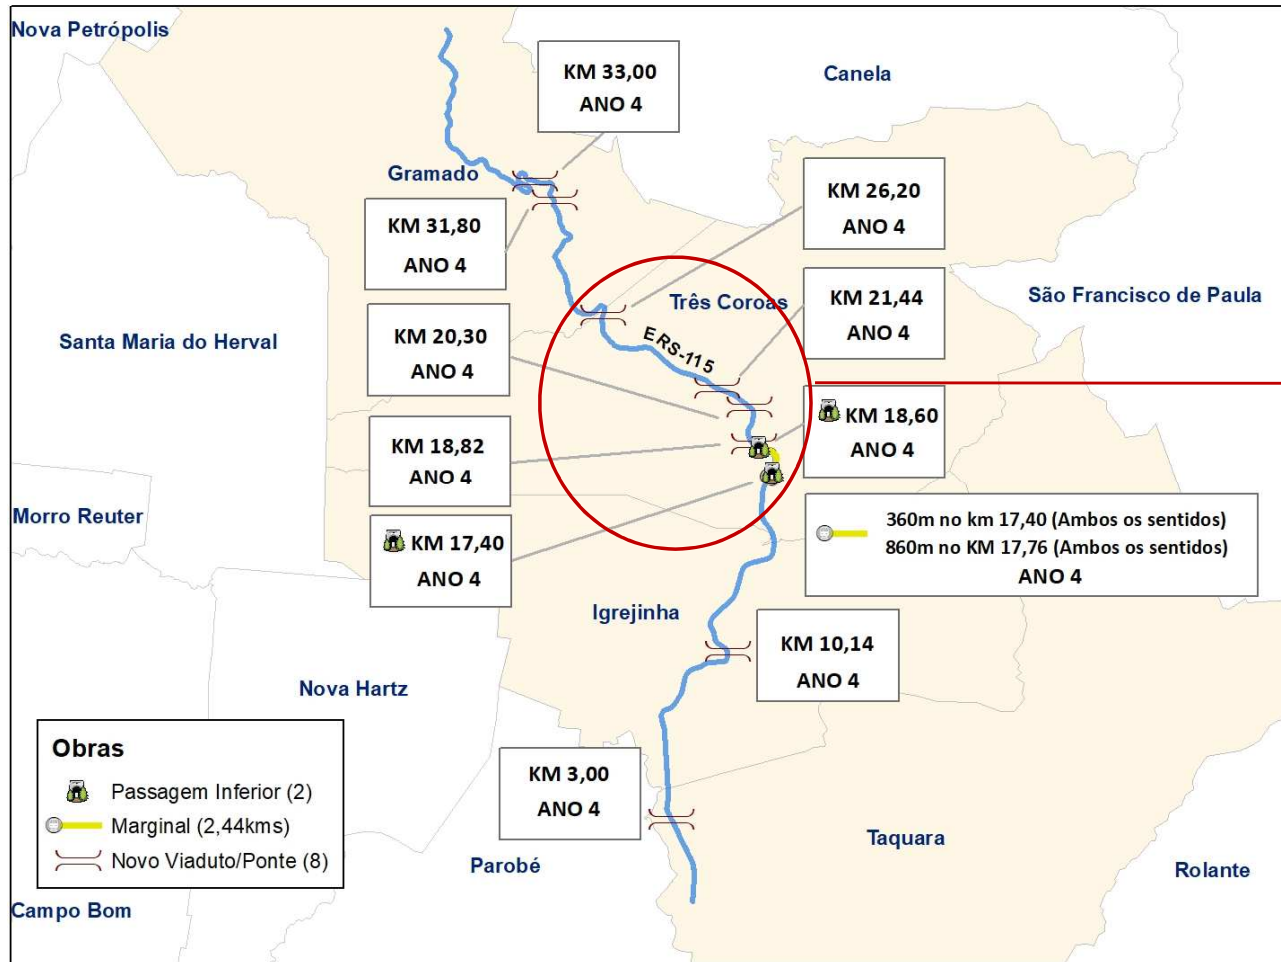 Nova Petrópolis
KM 33,00
ANO 4
Canela
Gramado
KM 26,20
ANO 4
KM 31,80
ANO 4
Três Coroas
KM 21,44
ANO 4
São Francisco de Paula
Santa Maria do Herval
KM 20,30
ANO 4
ERS-115
KM 18,60
ANO 4
KM 18,82
ANO 4
Morro Reuter
KM 17,40
ANO 4
360m no km 17,40 (Ambos os sentidos)
860m no KM 17,76 (Ambos os sentidos)
ANO 4
Igrejinha
KM 10,14
ANO 4
Nova Hartz
Obras
Passagem Inferior (2)
Marginal (2,44kms)
Novo Viaduto/Ponte (8)
KM 3,00
ANO 4
Parobé
Taquara
Rolante
Campo Bom